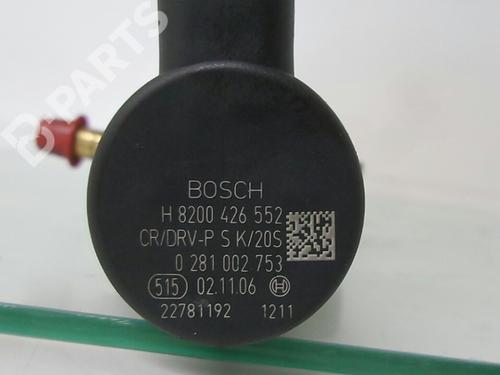 B-PARTS
BOSCH
H 8200 426 552
CR/DRV-P S K/20S
0 281 002 753
515 02.11.06
22781192 1211